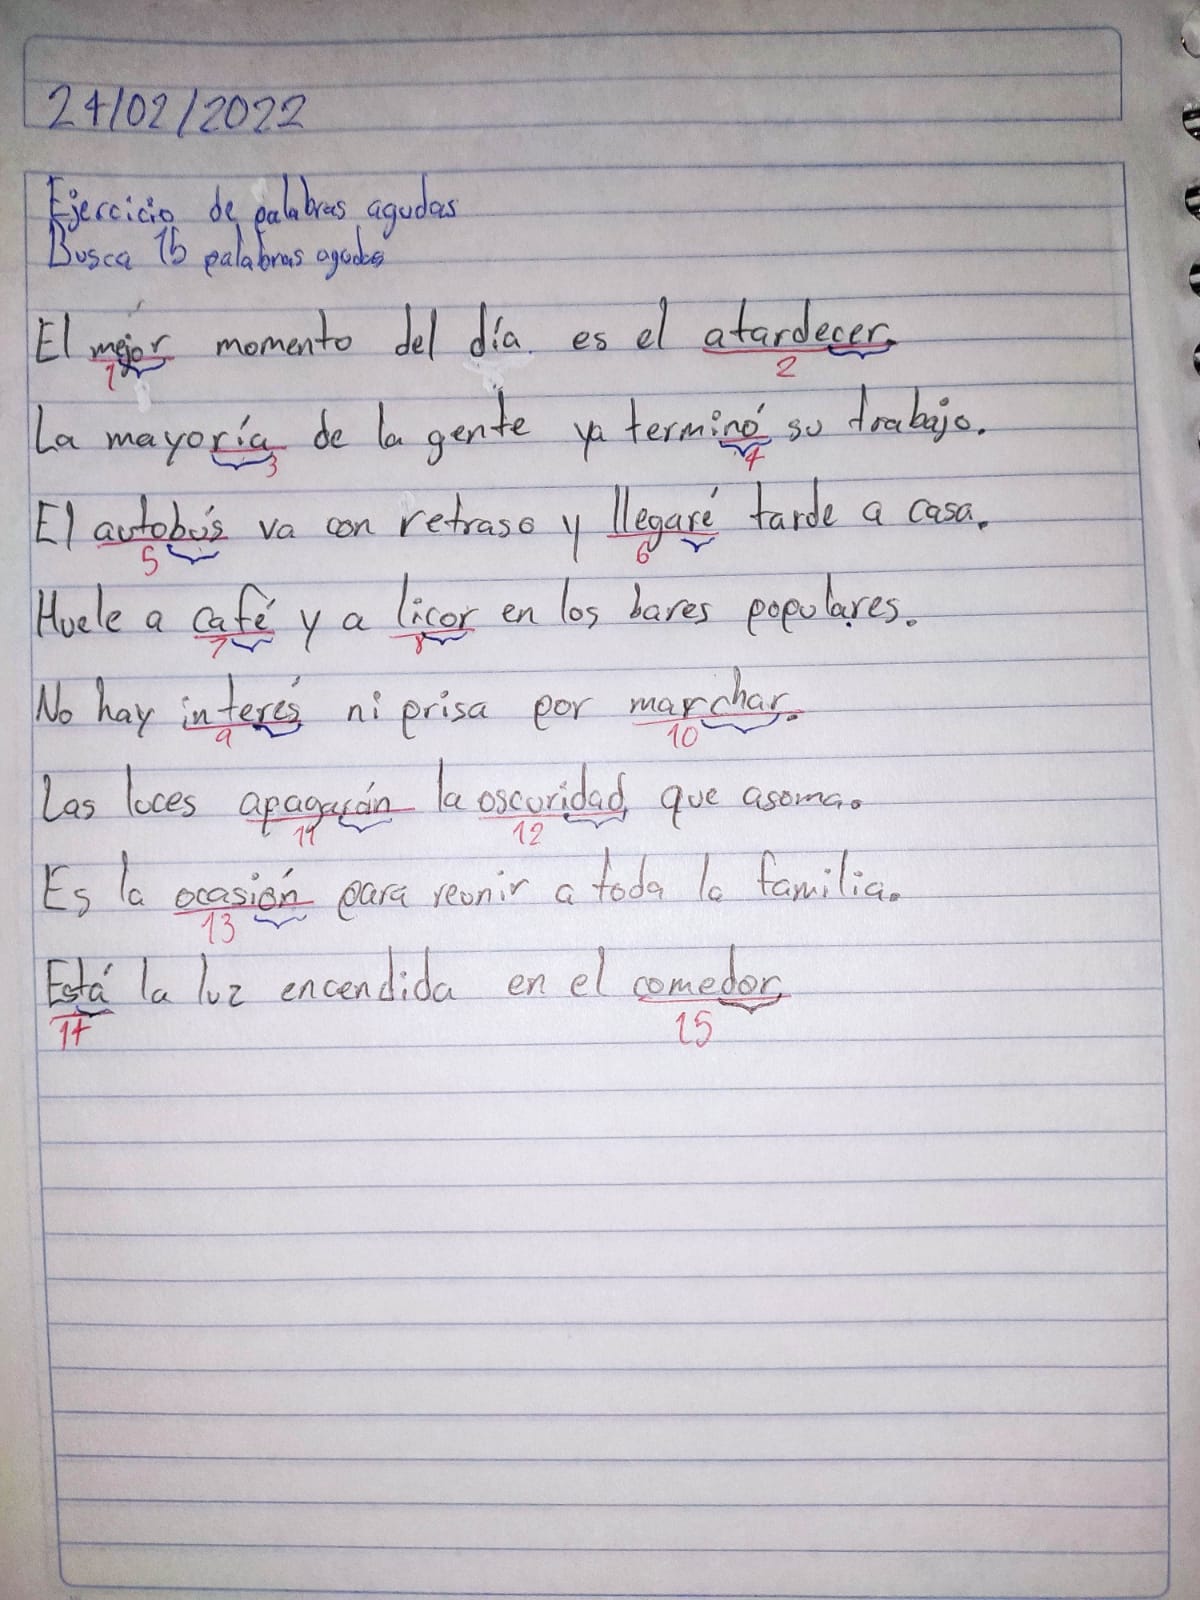 24/02/2022
Ejercicio de palabras agudas
Busca 15 palabras agudas
El mejor momento del día es el atardecer.
1 2
La mayoría de la gente ya terminó su trabajo.
3 4
El autobús va con retraso y llegaré tarde a casa.
5 6
Huele a café y a licor en los bares populares.
7 8
No hay interés ni prisa por marchar.
9 10
Las luces apagarán la oscuridad que asoma.
11 12
Es la ocasión para reunir a toda la familia.
13
Está la luz encendida en el comedor
14 15